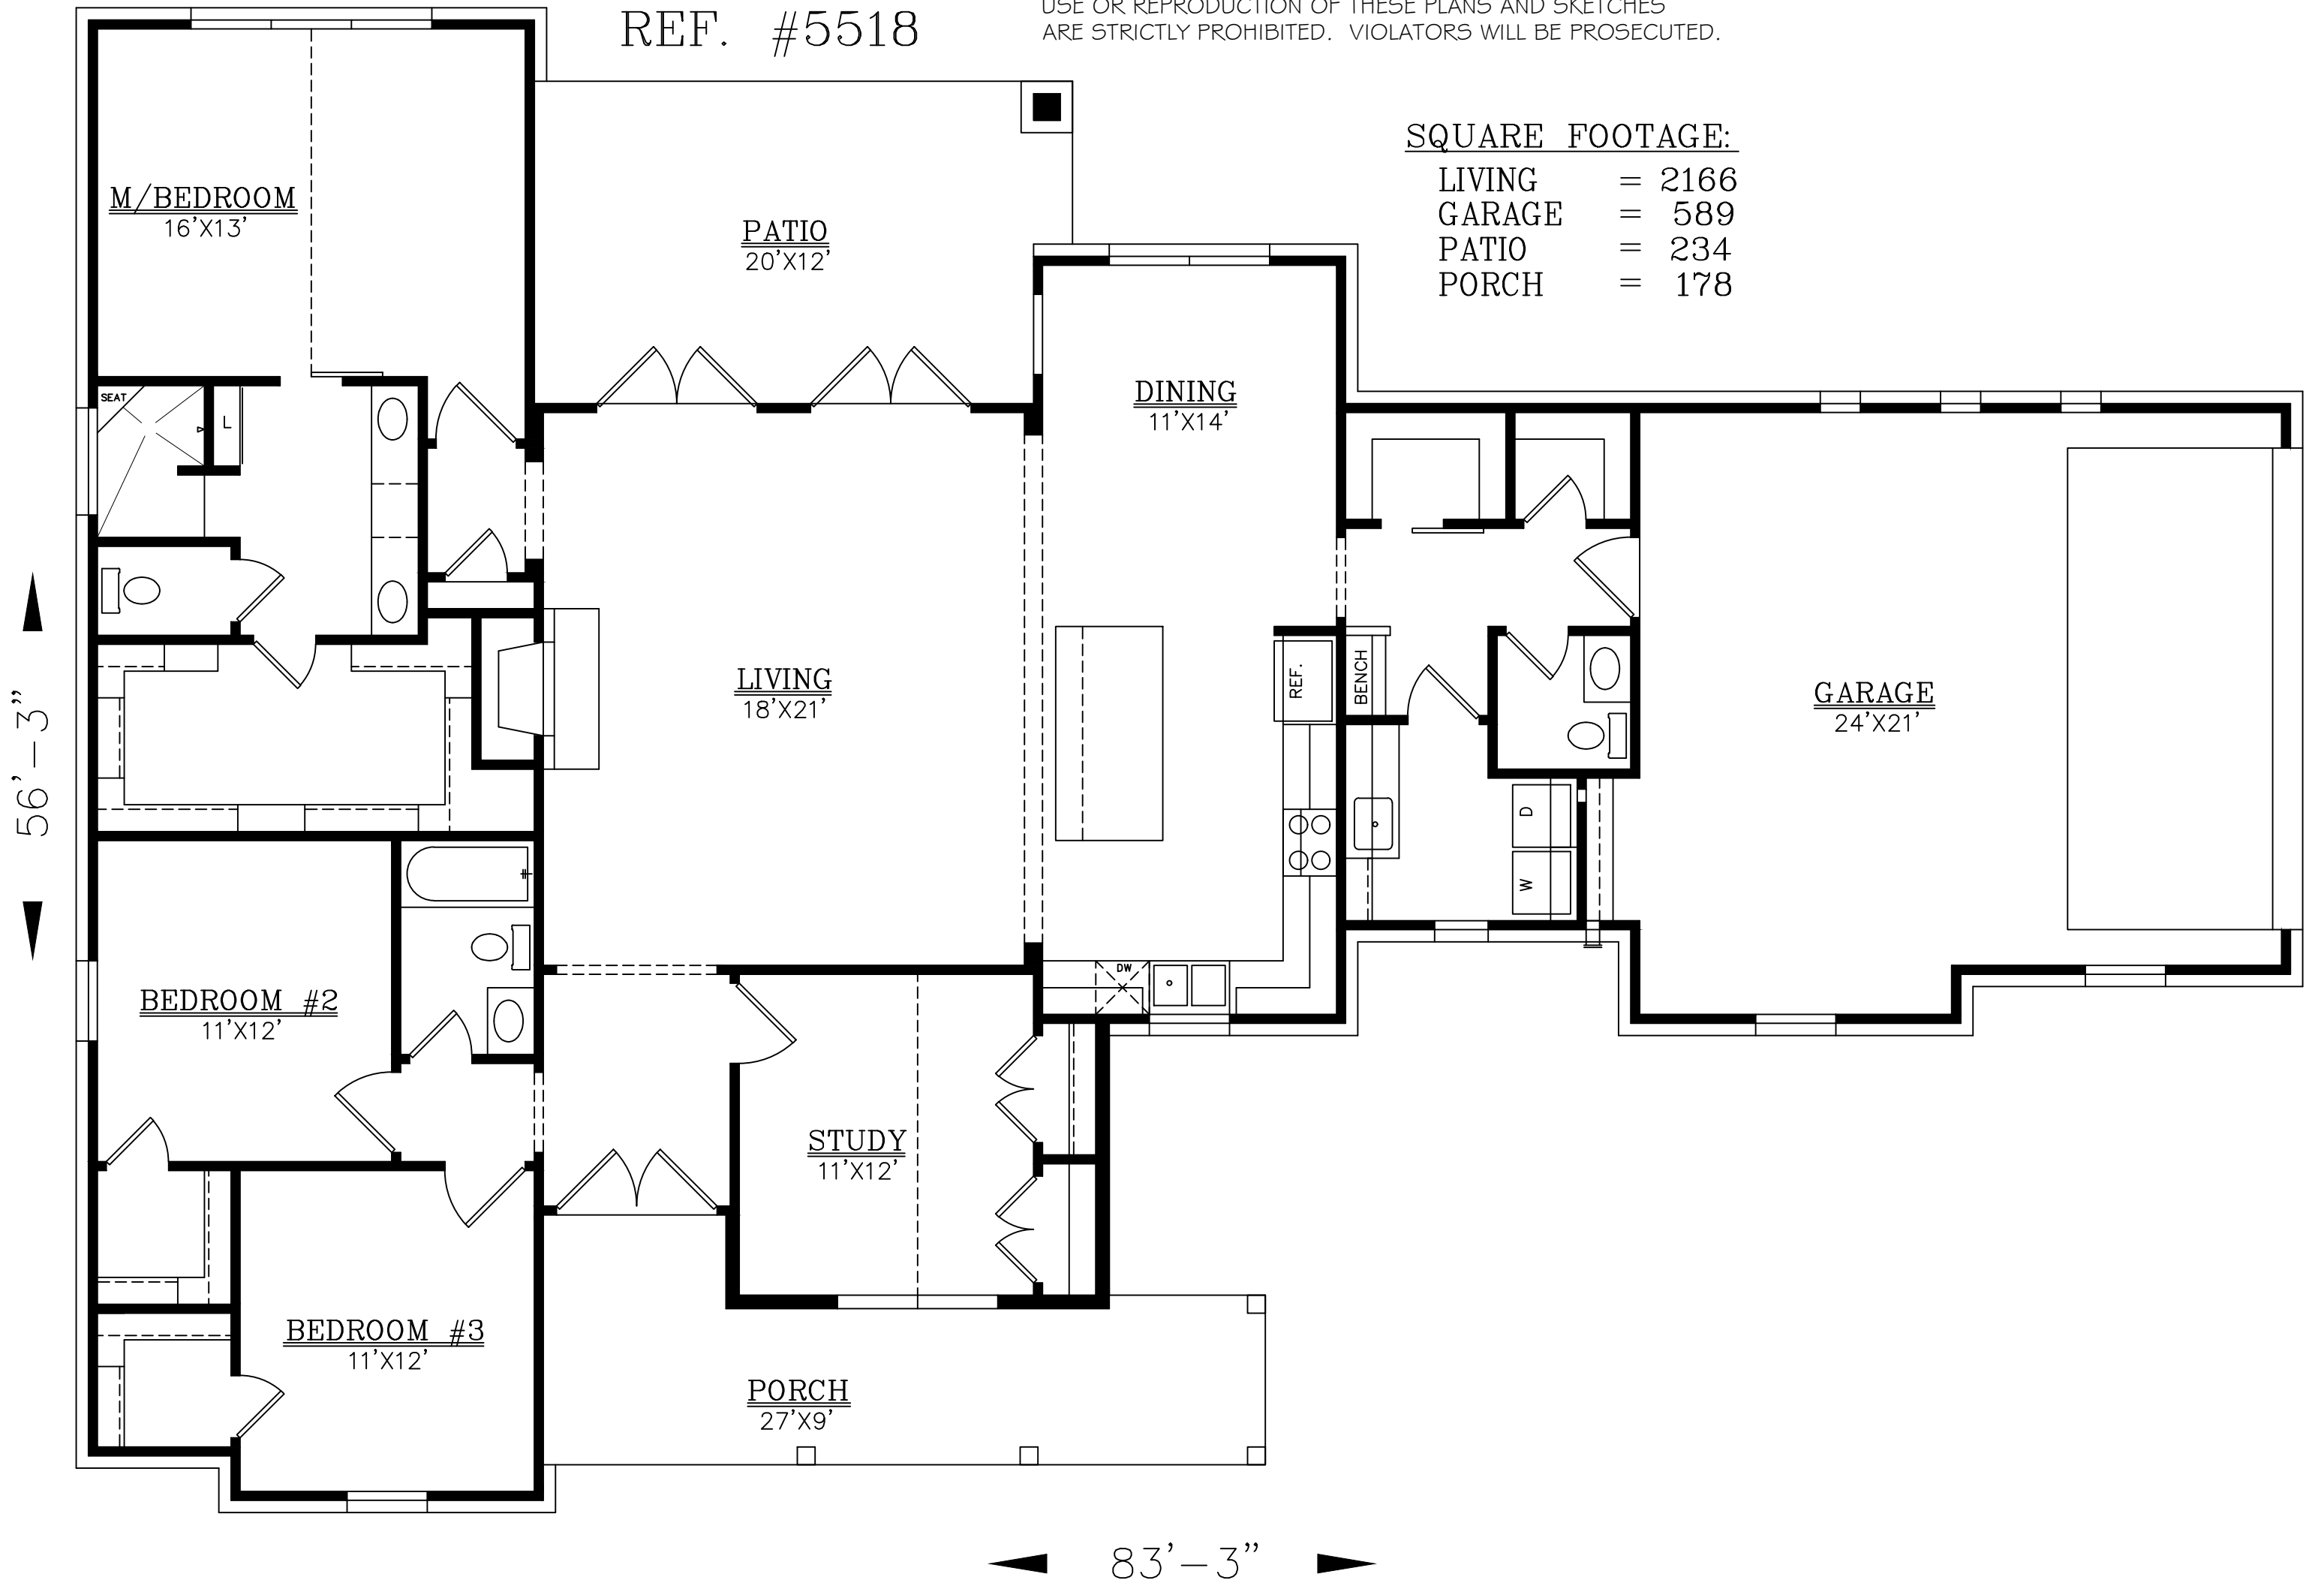 REF. #5518
USE OR REPRODUCTION OF THESE PLANS AND SKETCHES
ARE STRICTLY PROHIBITED. VIOLATORS WILL BE PROSECUTED.
SQUARE FOOTAGE:
LIVING = 2166
GARAGE = 589
PATIO = 234
PORCH = 178
M/BEDROOM
16'X13'
PATIO
20'X12'
DINING
11'X14'
SEAT
L
LIVING
18'X21'
REF.
BENCH
GARAGE
24'X21'
D
W
56'-3"
DW
BEDROOM #2
11'X12'
STUDY
11'X12'
BEDROOM #3
11'X12'
PORCH
27'X9'
83'-3"